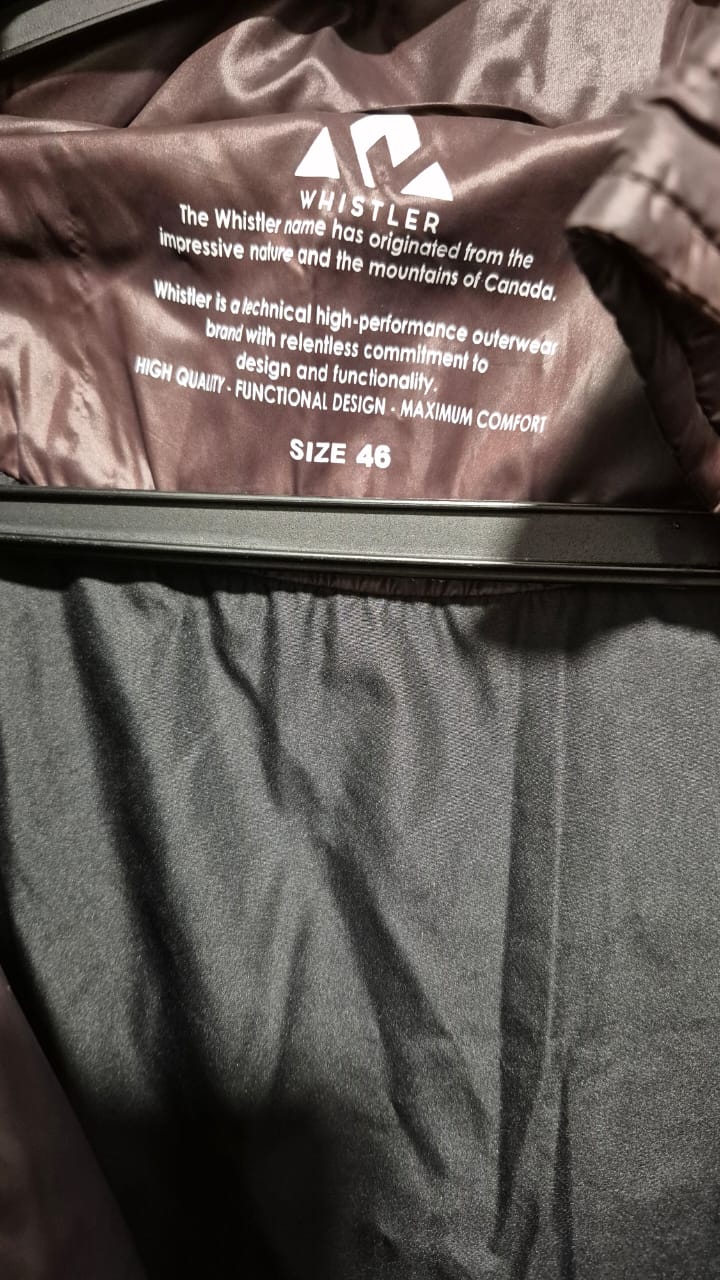 WHISTLER
The Whistler name has originated from the
impressive nature and the mountains of Canada.
Whistler is a technical high-performance outerwear
brand with relentless commitment to
design and functionality.
HIGH QUALITY - FUNCTIONAL DESIGN - MAXIMUM COMFORT
SIZE 46